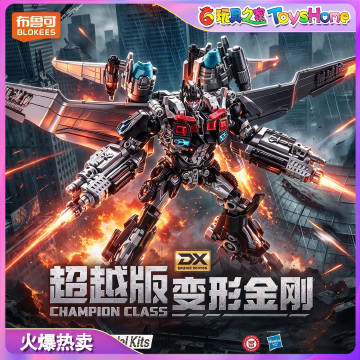 布鲁可
BLOKEES
玩具之家 ToysHome
DX
超越版 变形金刚
CHAMPION CLASS
火爆热卖
Kits